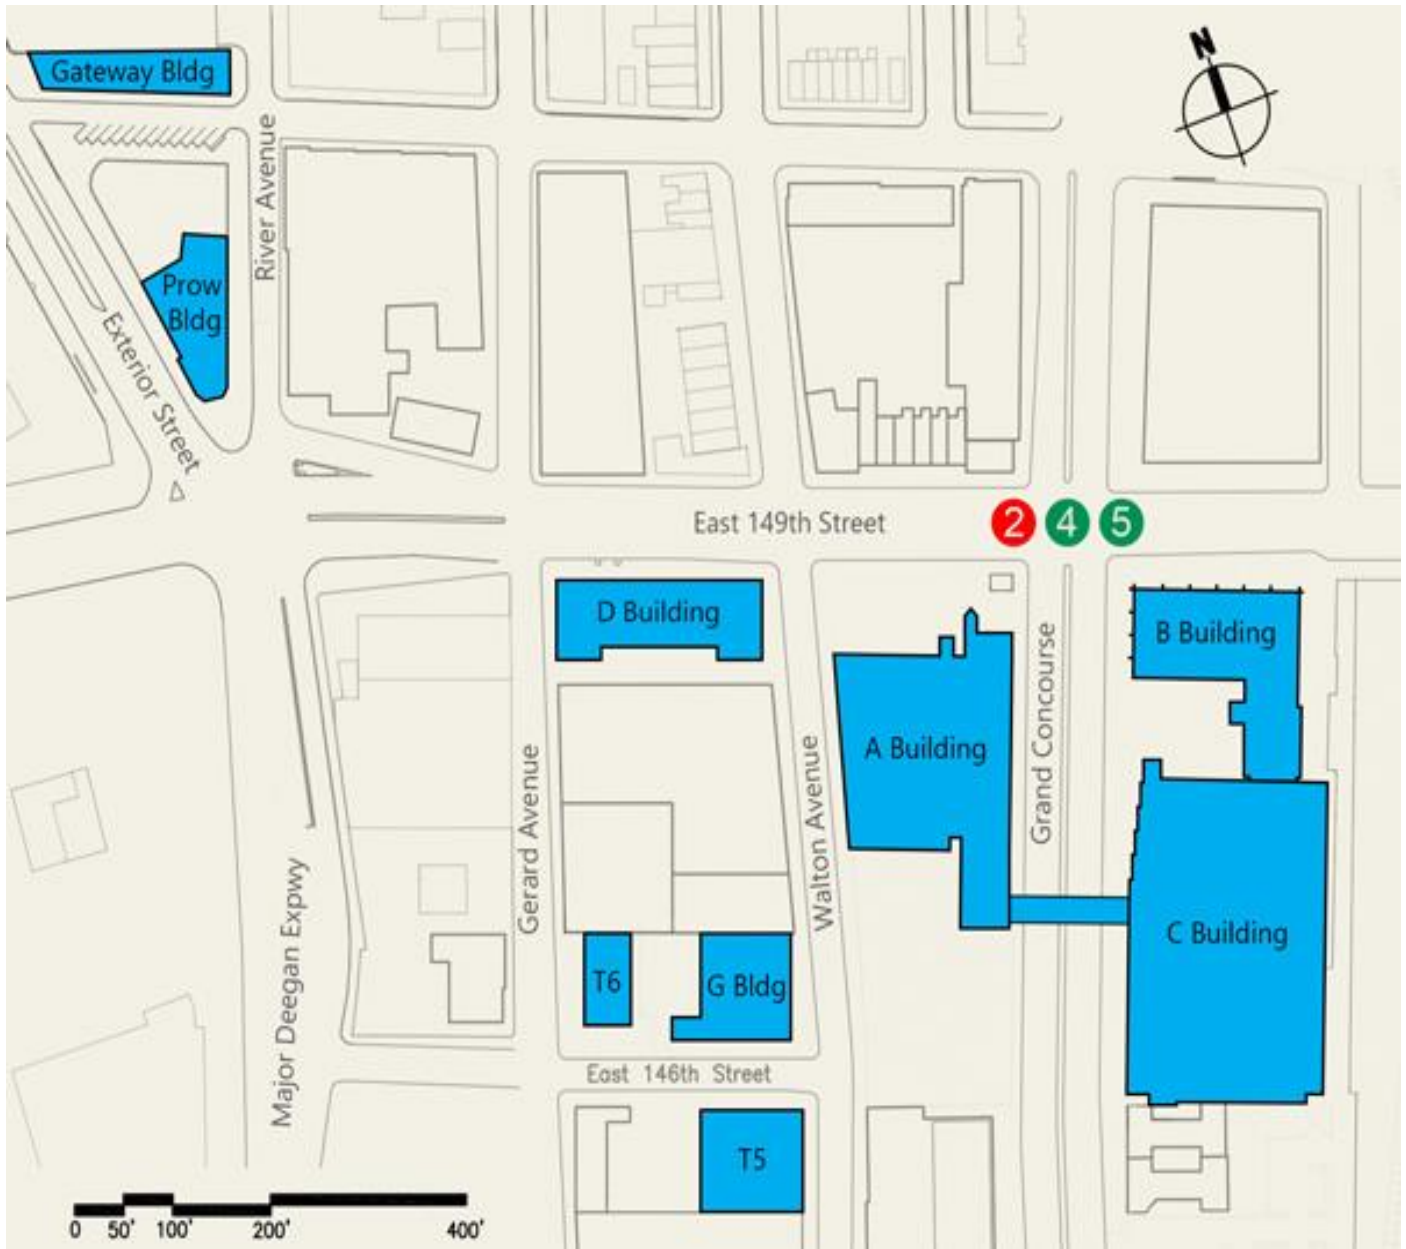 Gateway Bldg
N
River Avenue
Prow
Bldg
Exterior Street
East 149th Street
2
4
5
D Building
B Building
A Building
Grand Concourse
Gerard Avenue
Walton Avenue
Major Deegan Expwy
C Building
T6
G Bldg
East 146th Street
T5
0 50' 100' 200' 400'